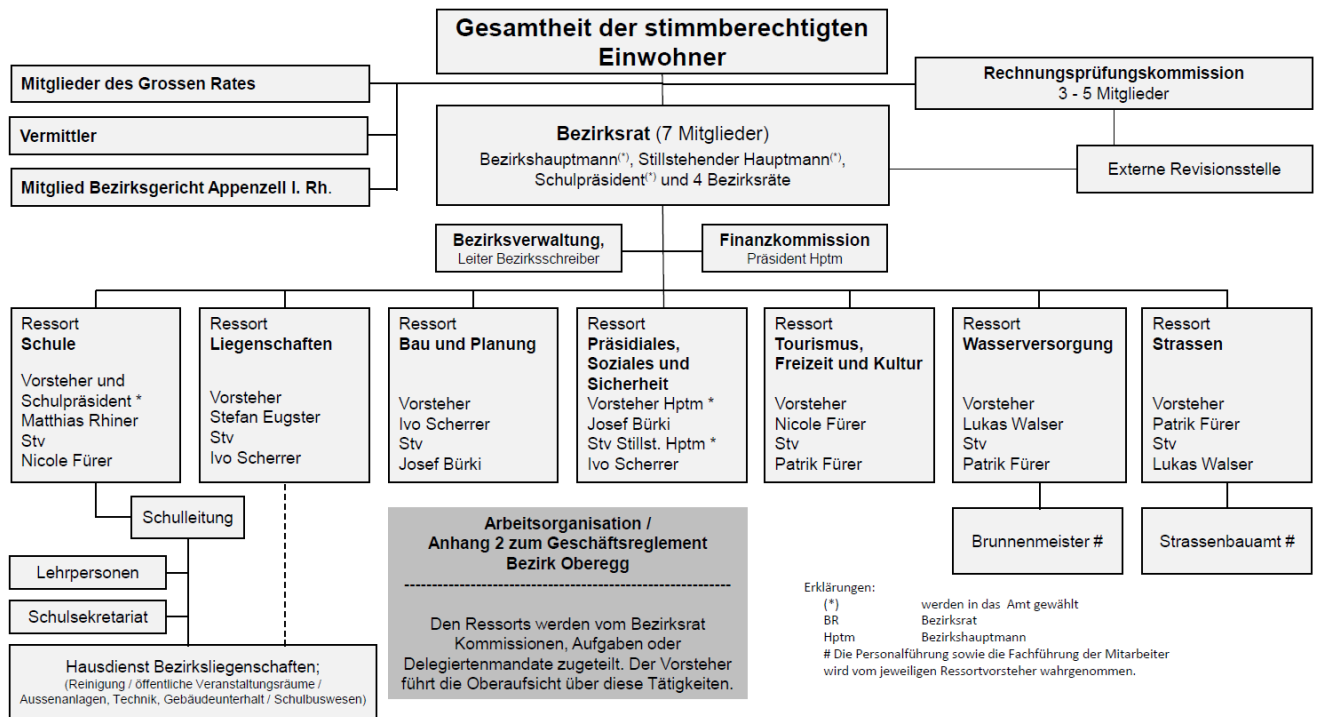 Gesamtheit der stimmberechtigten
Einwohner
Mitglieder des Grossen Rates
Vermittler
Mitglied Bezirksgericht Appenzell I. Rh.
Rechnungsprüfungskommission
3 - 5 Mitglieder
Bezirksrat (7 Mitglieder)
Bezirkshauptmann(*), Stillstehender Hauptmann(*),
Schulpräsident(*) und 4 Bezirksräte
Externe Revisionsstelle
Bezirksverwaltung,
Leiter Bezirksschreiber
Finanzkommission
Präsident Hptm
Ressort
Schule
Vorsteher und
Schulpräsident *
Matthias Rhiner
Stv
Nicole Fürer
Ressort
Liegenschaften
Vorsteher
Stefan Eugster
Stv
Ivo Scherrer
Ressort
Bau und Planung
Vorsteher
Ivo Scherrer
Stv
Josef Bürki
Ressort
Präsidiales,
Soziales und
Sicherheit
Vorsteher Hptm *
Josef Bürki
Stv Stillst. Hptm *
Ivo Scherrer
Ressort
Tourismus,
Freizeit und Kultur
Vorsteher
Nicole Fürer
Stv
Patrik Fürer
Ressort
Wasserversorgung
Vorsteher
Lukas Walser
Stv
Patrik Fürer
Ressort
Strassen
Vorsteher
Patrik Fürer
Stv
Lukas Walser
Schulleitung
Lehrpersonen
Schulsekretariat
Hausdienst Bezirksliegenschaften;
(Reinigung / öffentliche Veranstaltungsräume /
Aussenanlagen, Technik, Gebäudeunterhalt / Schulbuswesen)
Arbeitsorganisation /
Anhang 2 zum Geschäftsreglement
Bezirk Oberegg
------------------------------------------------------------
Den Ressorts werden vom Bezirksrat
Kommissionen, Aufgaben oder
Delegiertenmandate zugeteilt. Der Vorsteher
führt die Oberaufsicht über diese Tätigkeiten.
Brunnenmeister #
Strassenbauamt #
Erklärungen:
(*) werden in das Amt gewählt
BR Bezirksrat
Hptm Bezirkshauptmann
# Die Personalführung sowie die Fachführung der Mitarbeiter
wird vom jeweiligen Ressortvorsteher wahrgenommen.